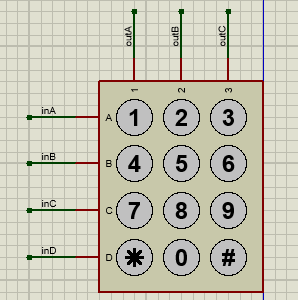 outA outB outC
1 2 3
inA A 1 2 3
inB B 4 5 6
inC C 7 8 9
inD D * 0 #